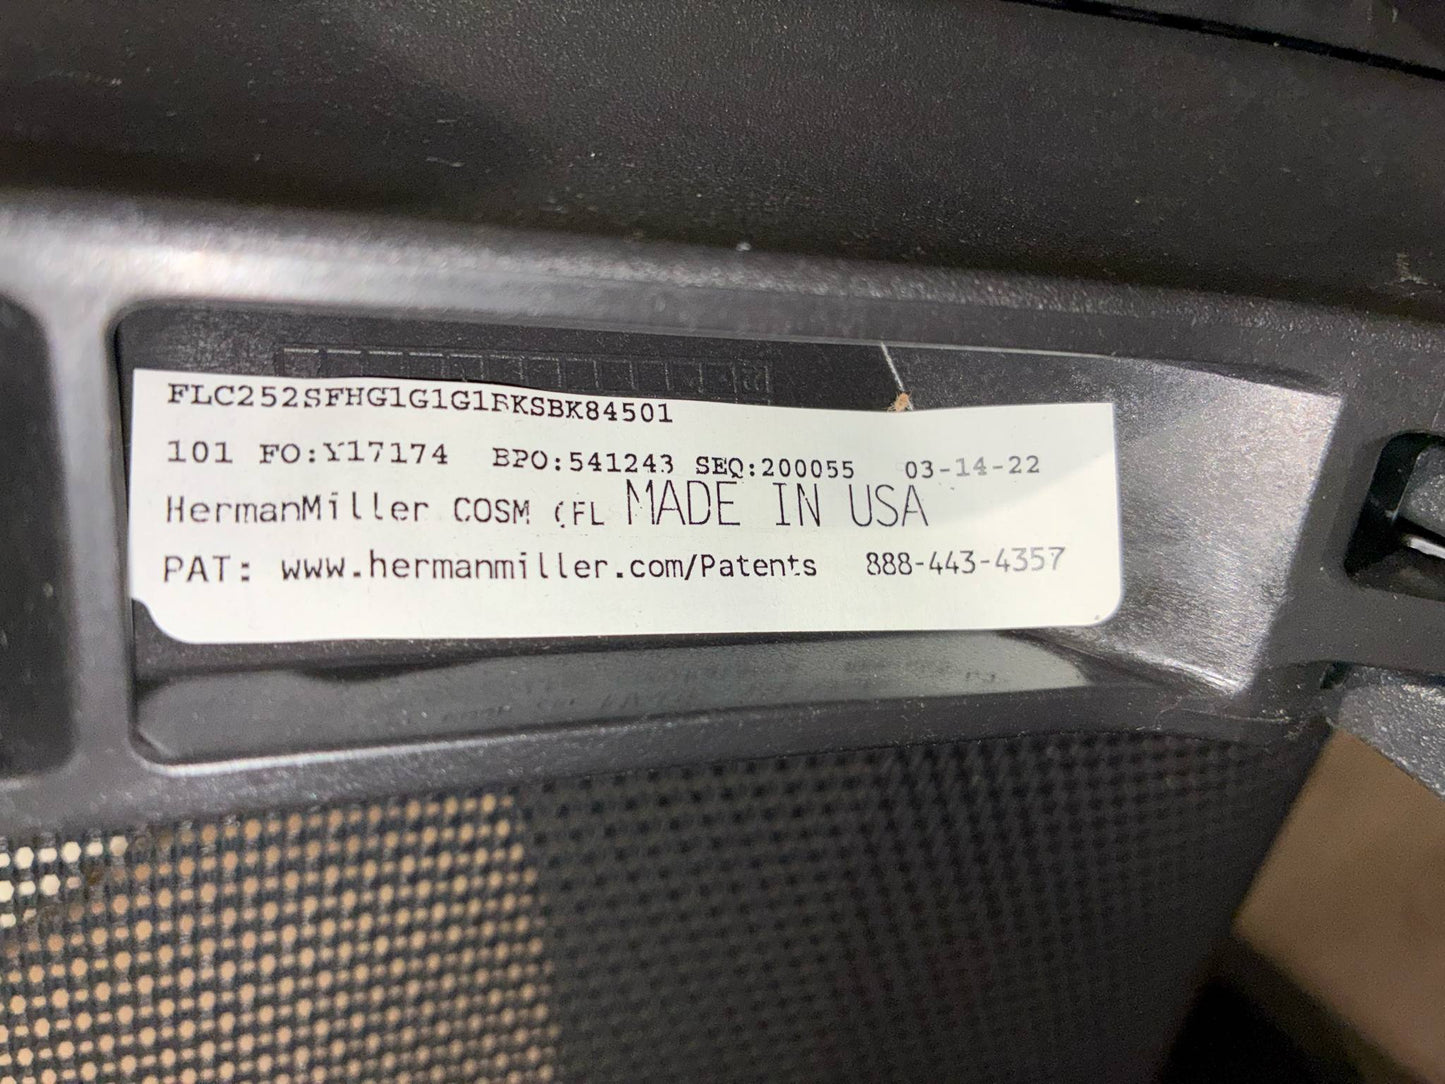 FLC252SFHG1G1G1BKSBK84501
101 FO:Y17174 BPO:541243 SEQ:200055 03-14-22
HermanMiller COSM (FL MADE IN USA
PAT: www.hermanmiller.com/Patents 888-443-4357